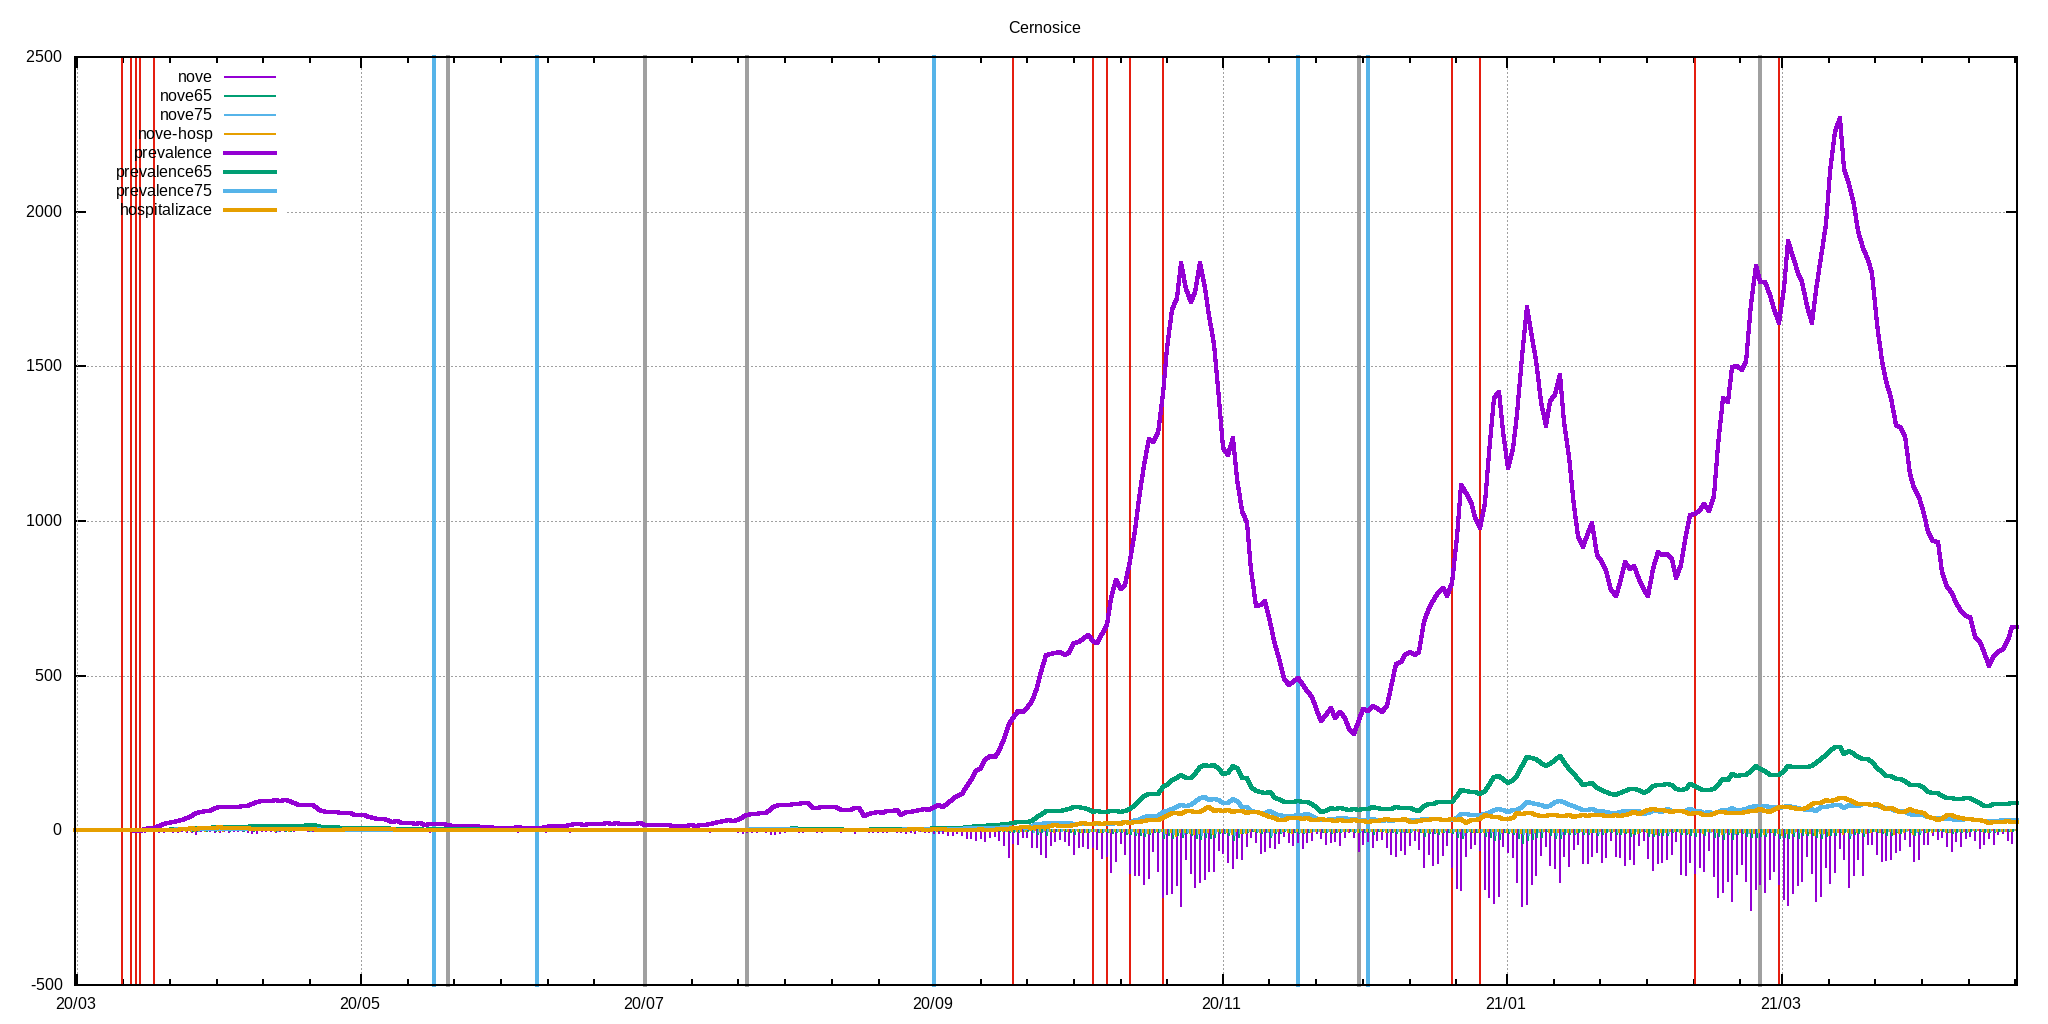 Cernosice
2500
2000
1500
1000
500
0
-500
nove
nove65
nove75
nove-hosp
prevalence
prevalence65
prevalence75
hospitalizace
20/03 20/05 20/07 20/09 20/11 21/01 21/03